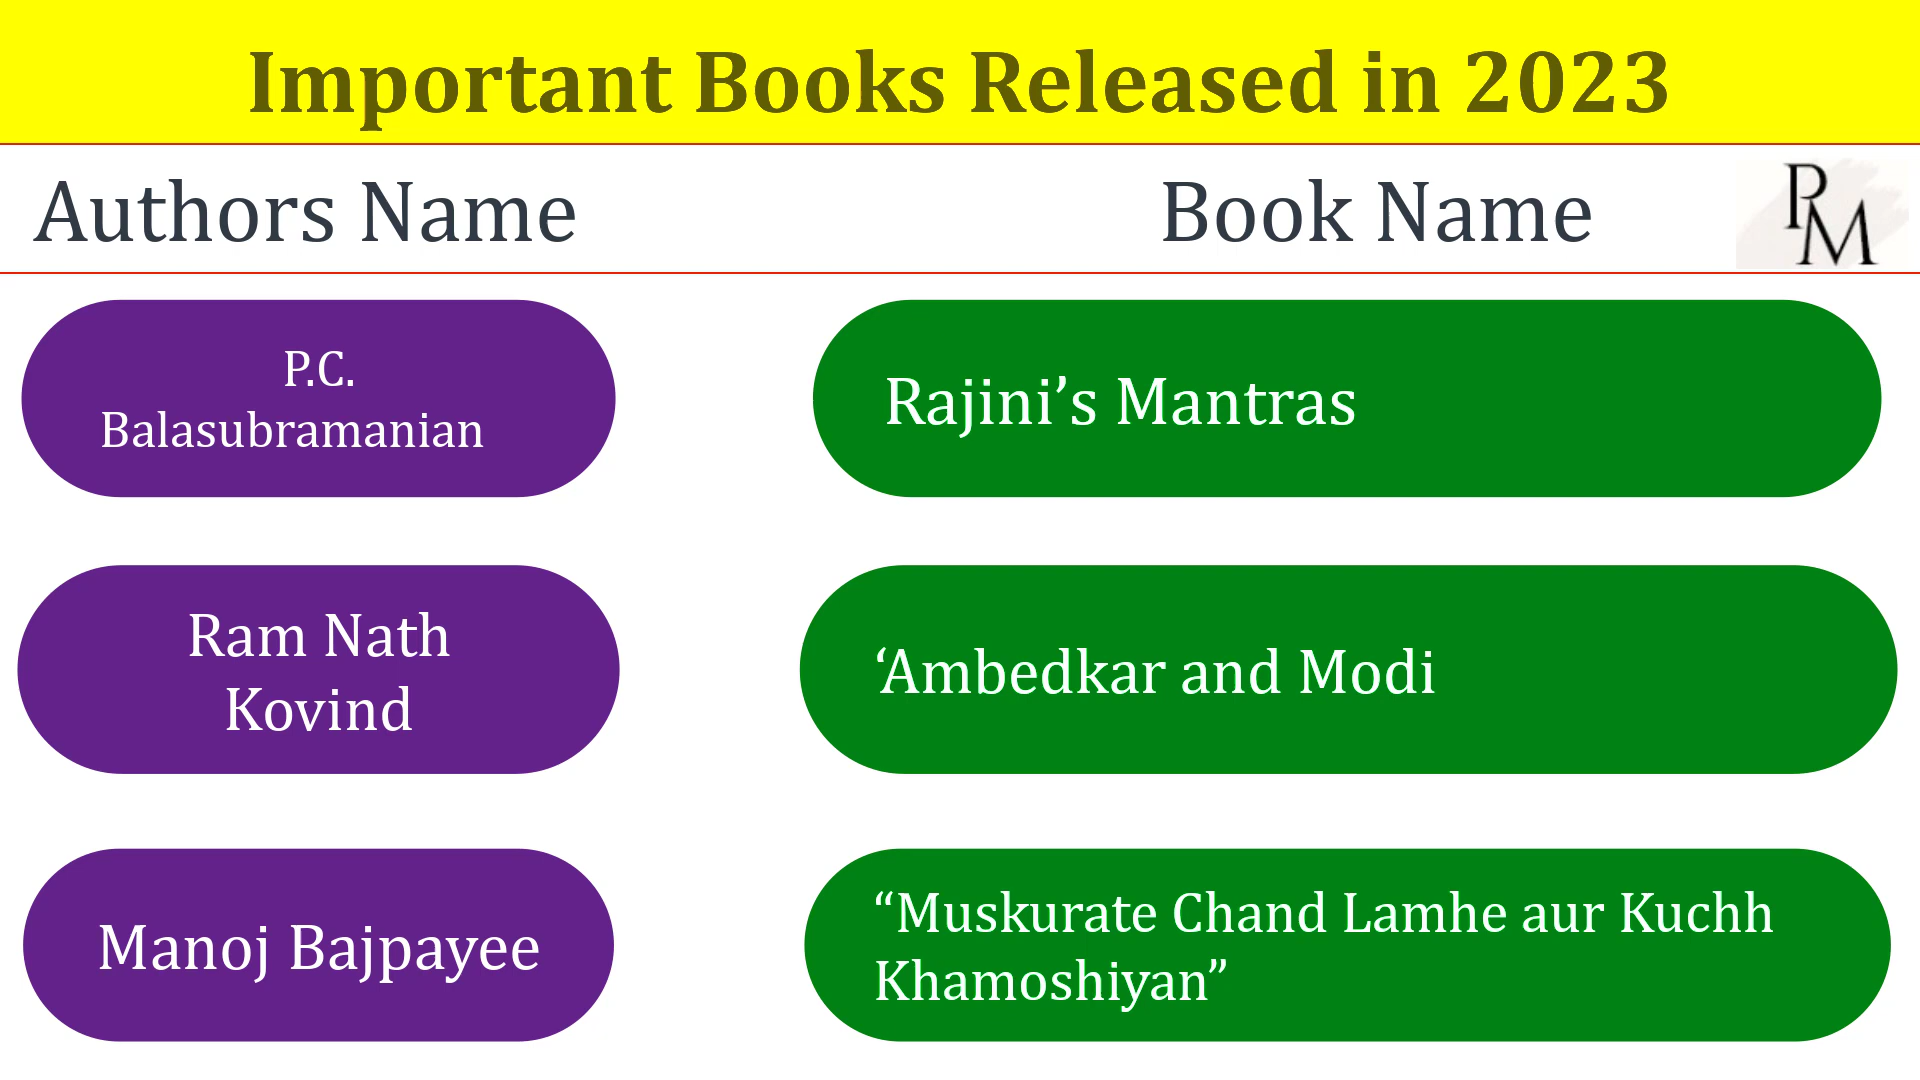 Important Books Released in 2023
Authors Name
Book Name
PM
P.C.
Balasubramanian
Rajini’s Mantras
Ram Nath
Kovind
‘Ambedkar and Modi
Manoj Bajpayee
“Muskurate Chand Lamhe aur Kuchh
Khamoshiyan”